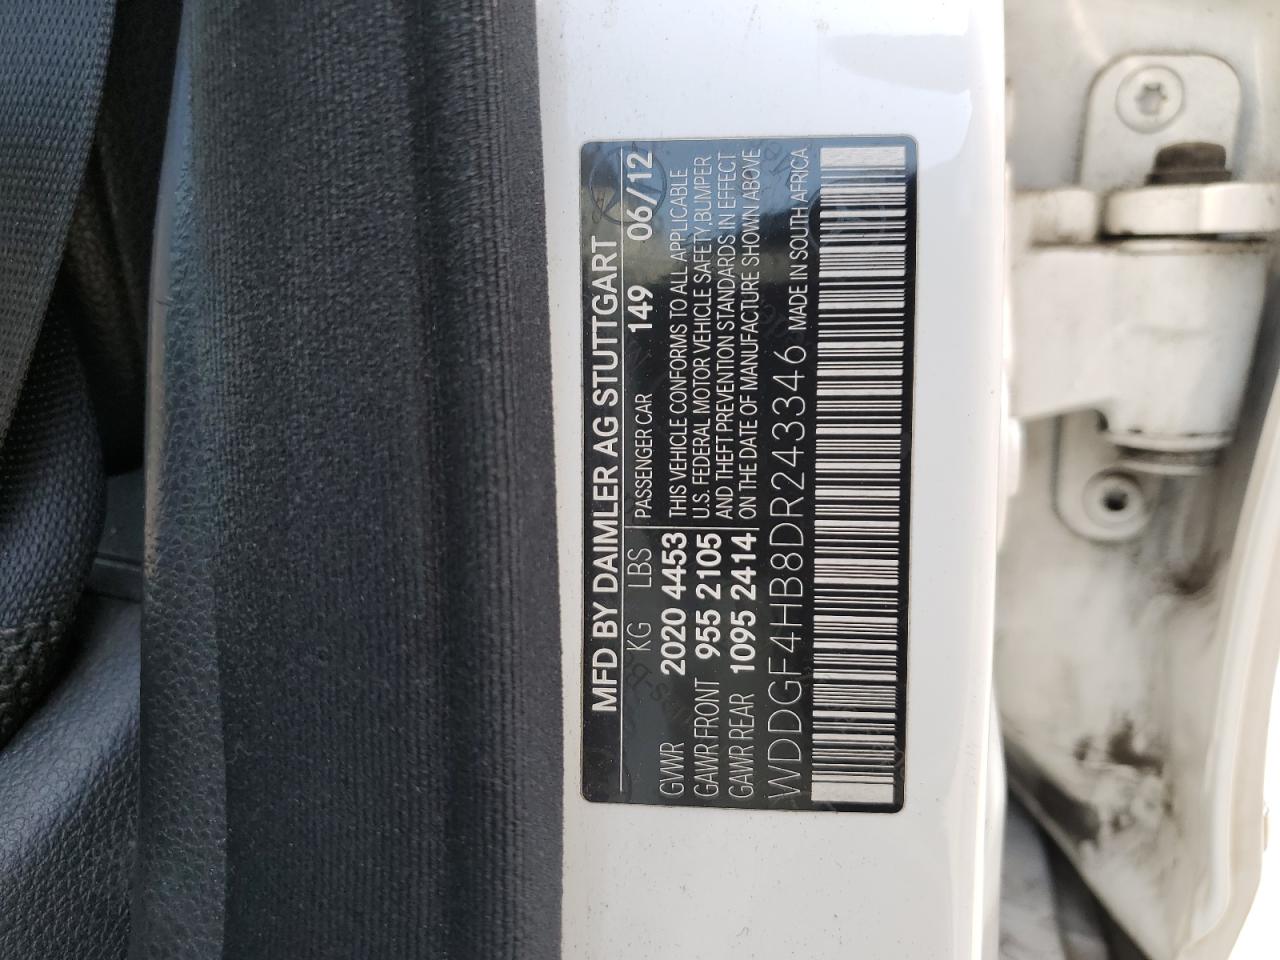 MFD BY DAIMLER AG STUTTGART
KG LBS PASSENGER CAR 149 06/12
GVWR 2020 4453 THIS VEHICLE CONFORMS TO ALL APPLICABLE
GAWR FRONT 955 2105 U.S. FEDERAL MOTOR VEHICLE SAFETY,BUMPER
AND THEFT PREVENTION STANDARDS IN EFFECT
GAWR REAR 1095 2414 ON THE DATE OF MANUFACTURE SHOWN ABOVE
WDDGF4HB8DR243346 MADE IN SOUTH AFRICA